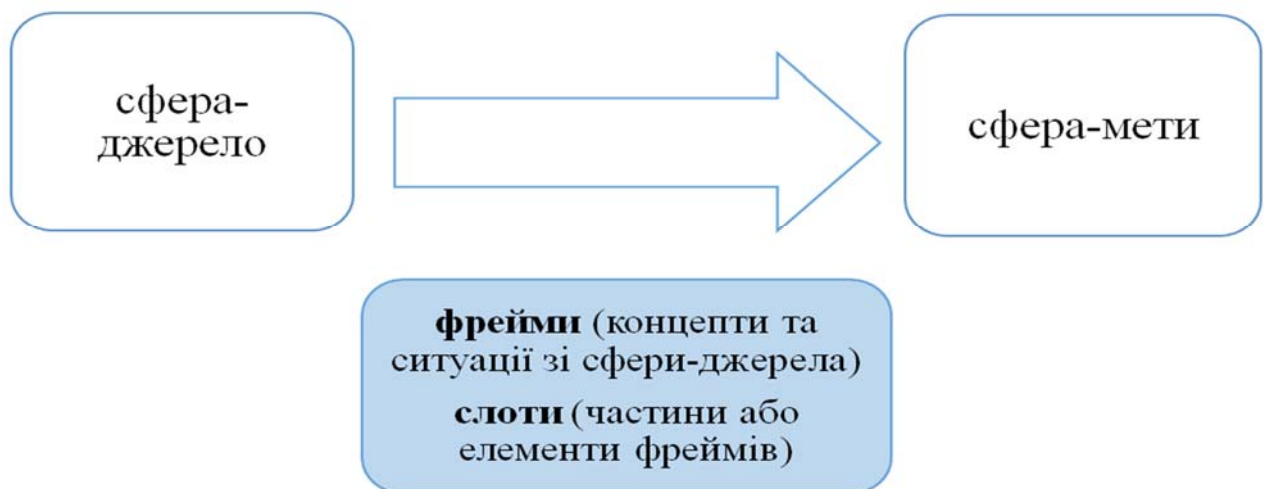 сфера-
джерело
сфера-мети
фрейми (концепти та
ситуації зі сфери-джерела)
слоти (частини або
елементи фреймів)